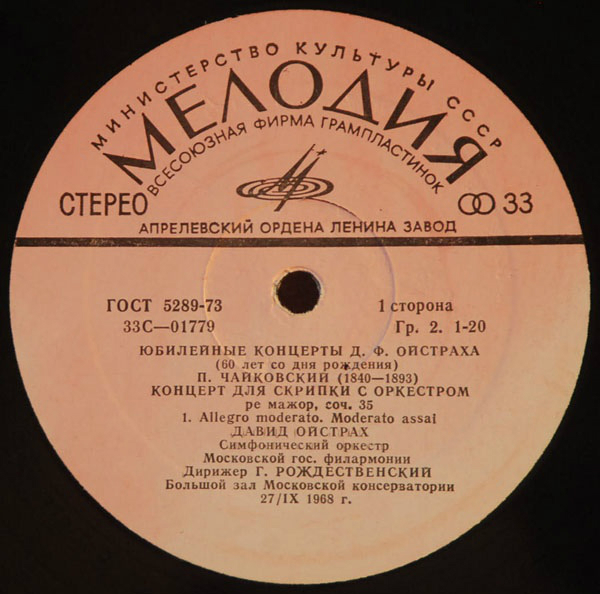 МИНИСТЕРСТВО КУЛЬТУРЫ СССР
МЕЛОДИЯ
ВСЕСОЮЗНАЯ ФИРМА ГРАМПЛАСТИНОК
СТЕРЕО
33
АПРЕЛЕВСКИЙ ОРДЕНА ЛЕНИНА ЗАВОД
ГОСТ 5289-73
1 сторона
33С—01779
Гр. 2. 1-20
ЮБИЛЕЙНЫЕ КОНЦЕРТЫ Д. Ф. ОЙСТРАХА
(60 лет со дня рождения)
П. ЧАЙКОВСКИЙ (1840—1893)
КОНЦЕРТ ДЛЯ СКРИПКИ С ОРКЕСТРОМ
ре мажор, соч. 35
1. Allegro moderato. Moderato assai
ДАВИД ОЙСТРАХ
Симфонический оркестр
Московской гос. филармонии
Дирижер Г. РОЖДЕСТВЕНСКИЙ
Большой зал Московской консерватории
27/IX 1968 г.